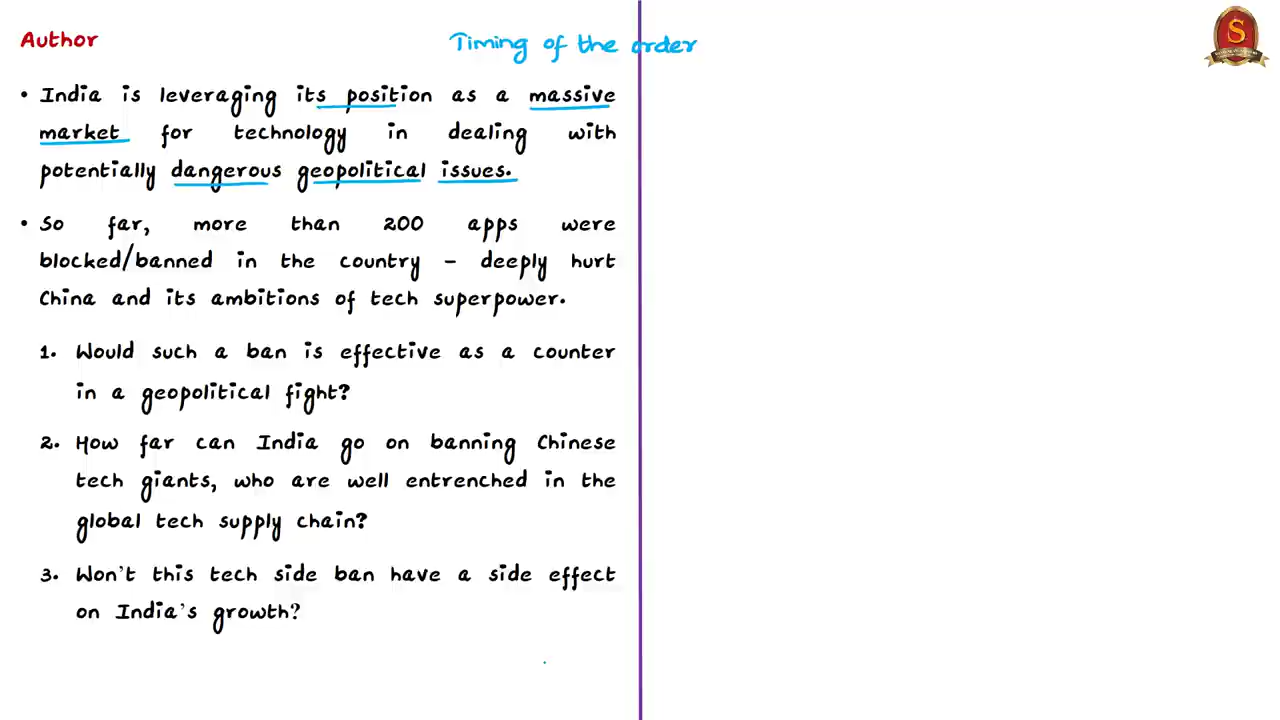 Author
Timing of the order
• India is leveraging its position as a massive
market for technology in dealing with
potentially dangerous geopolitical issues.
• So far, more than 200 apps were
blocked/banned in the country – deeply hurt
China and its ambitions of tech superpower.
1. Would such a ban is effective as a counter
in a geopolitical fight?
2. How far can India go on banning Chinese
tech giants, who are well entrenched in the
global tech supply chain?
3. Won't this tech side ban have a side effect
on India's growth?
S